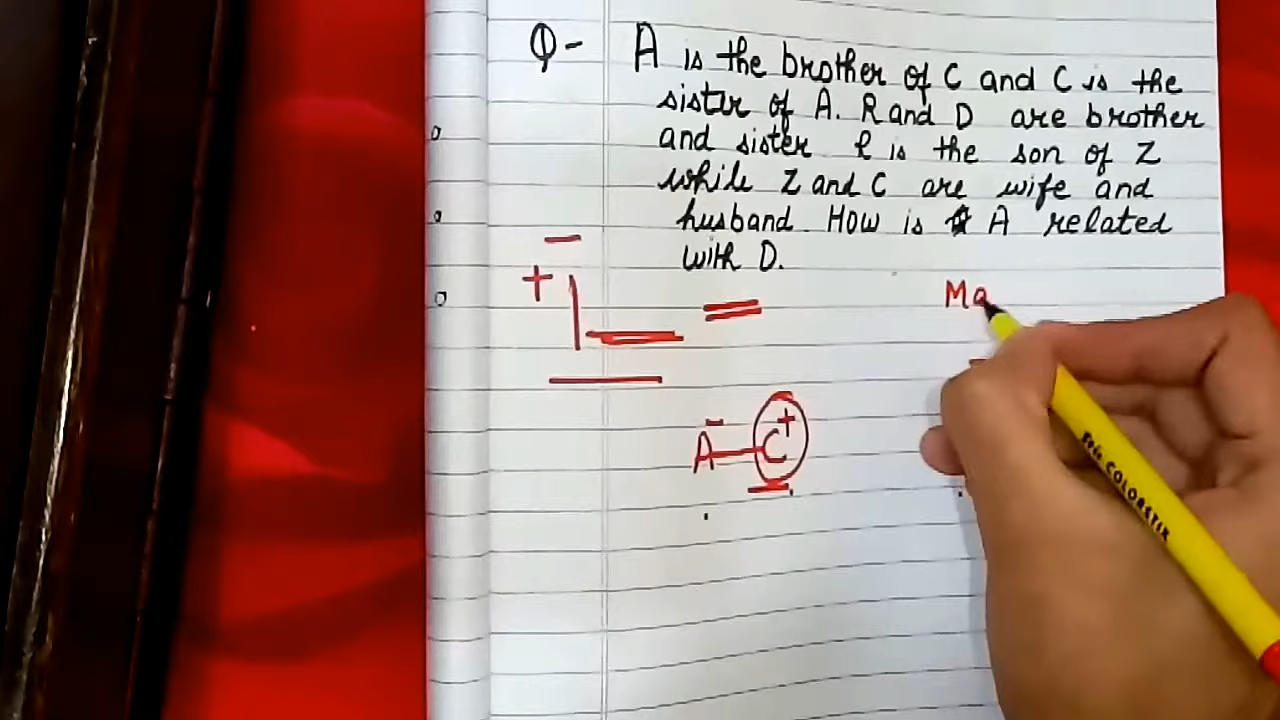 Q- A is the brother of C and C is the
sister of A. R and D are brother
and sister R is the son of Z
while Z and C are wife and
husband. How is A related
with D.
Ma
- 
+
=
A - C +
COLORSTIX